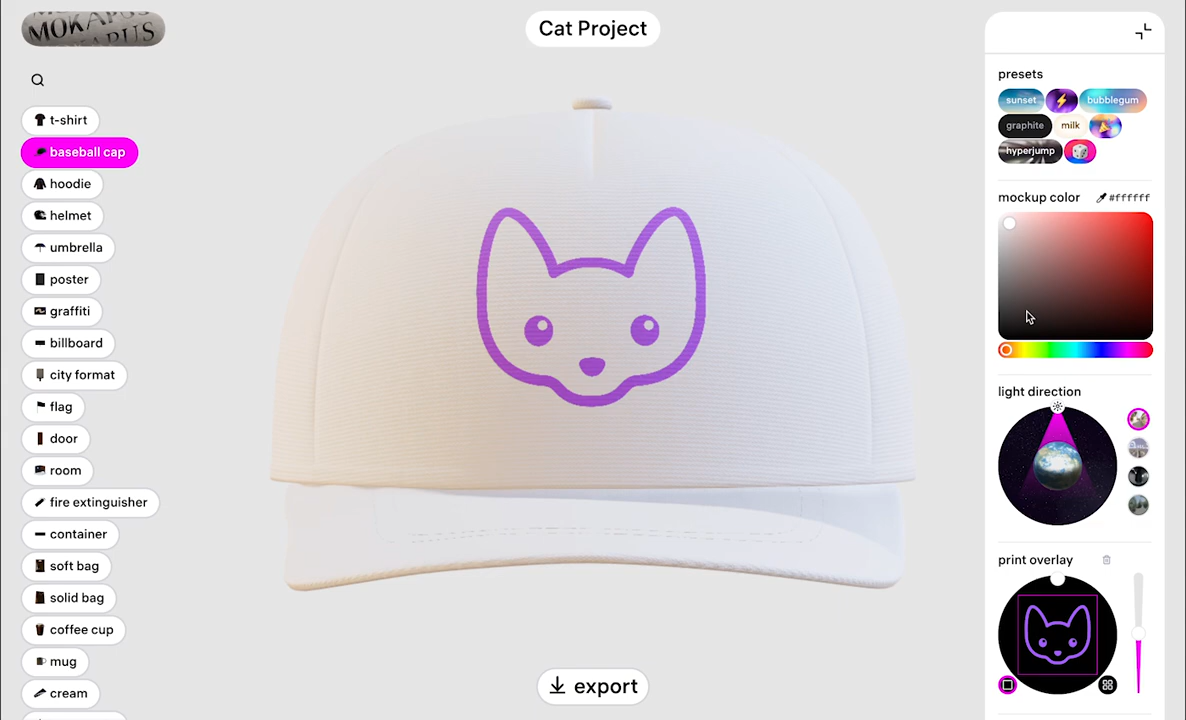 MOKAPUS
Cat Project
t-shirt
baseball cap
hoodie
helmet
umbrella
poster
graffiti
billboard
city format
flag
door
room
fire extinguisher
container
soft bag
solid bag
coffee cup
mug
cream
export
presets
sunset
bubblegum
graphite
milk
hyperjump
mockup color
#ffffff
light direction
print overlay